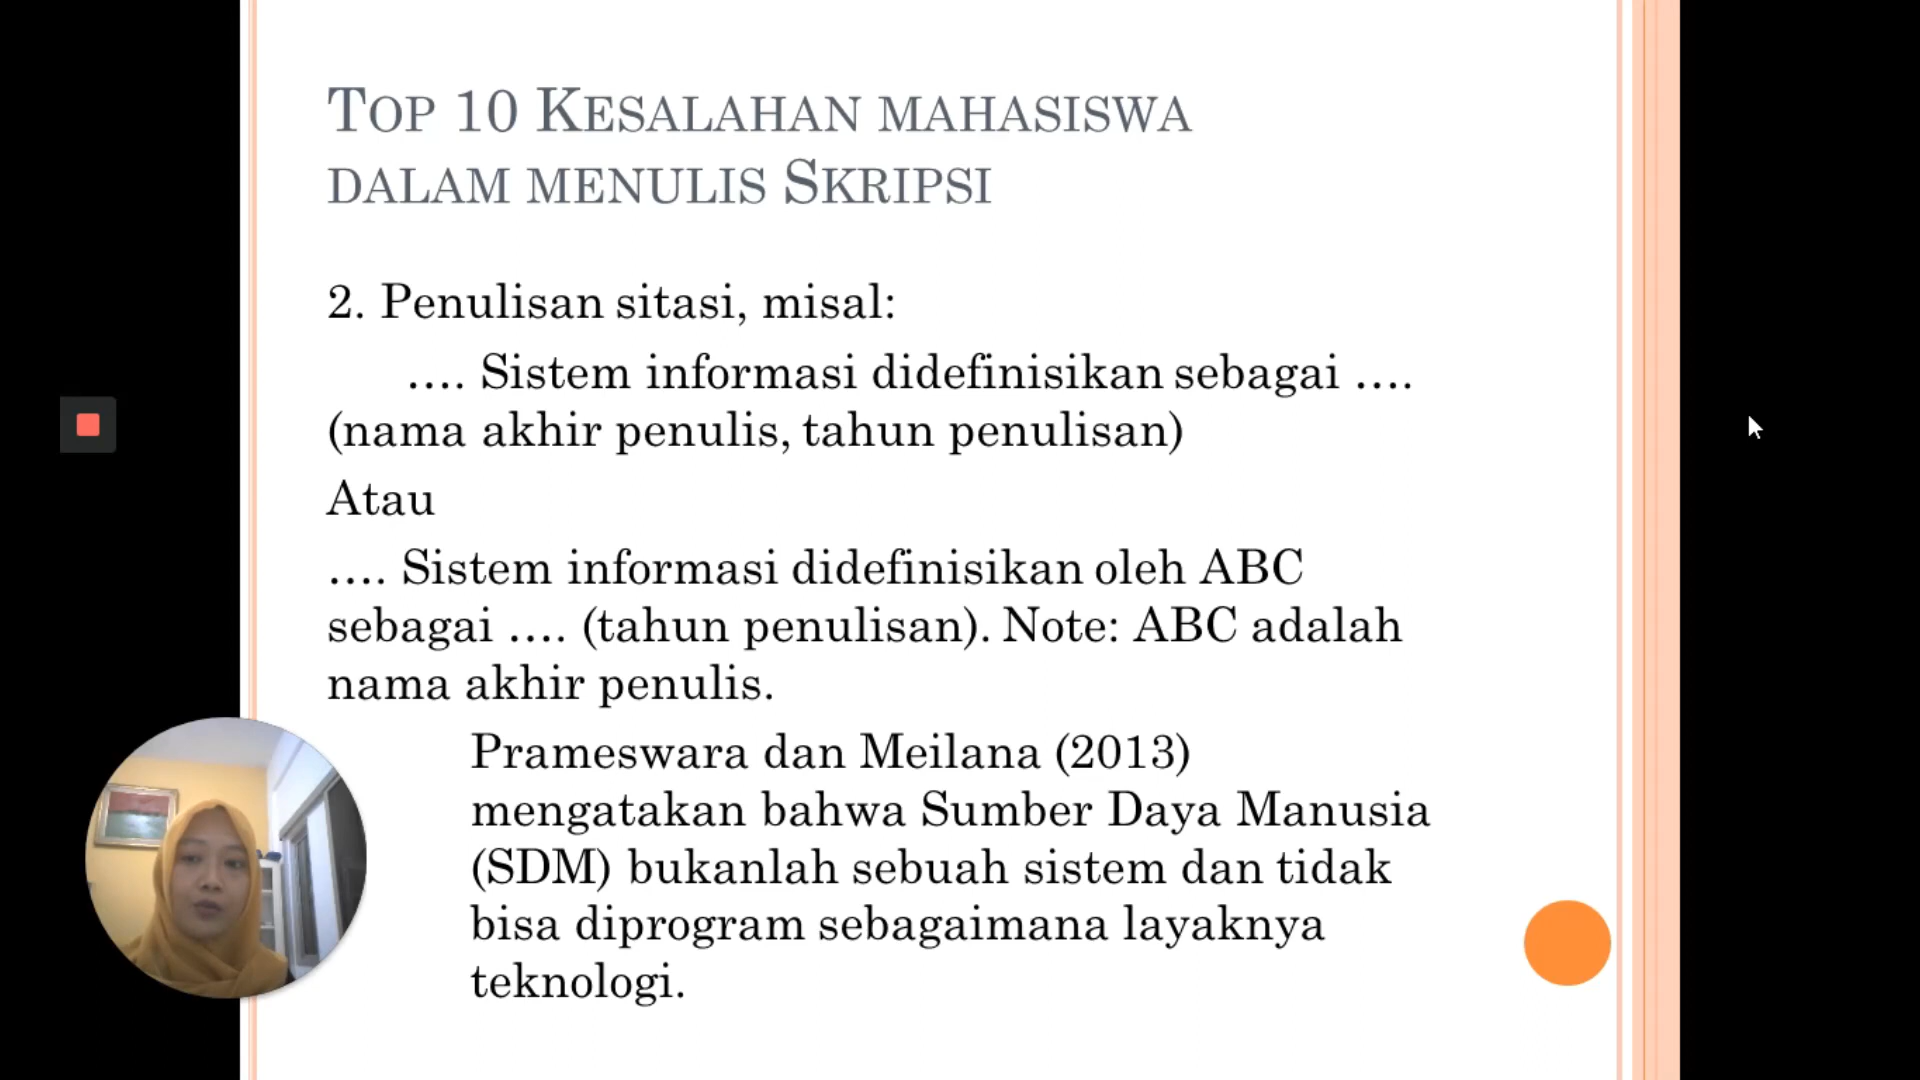 Top 10 Kesalahan mahasiswa
dalam menulis Skripsi
2. Penulisan sitasi, misal:
.... Sistem informasi didefinisikan sebagai ....
(nama akhir penulis, tahun penulisan)
Atau
.... Sistem informasi didefinisikan oleh ABC
sebagai .... (tahun penulisan). Note: ABC adalah
nama akhir penulis.
Prameswara dan Meilana (2013)
mengatakan bahwa Sumber Daya Manusia
(SDM) bukanlah sebuah sistem dan tidak
bisa diprogram sebagaimana layaknya
teknologi.